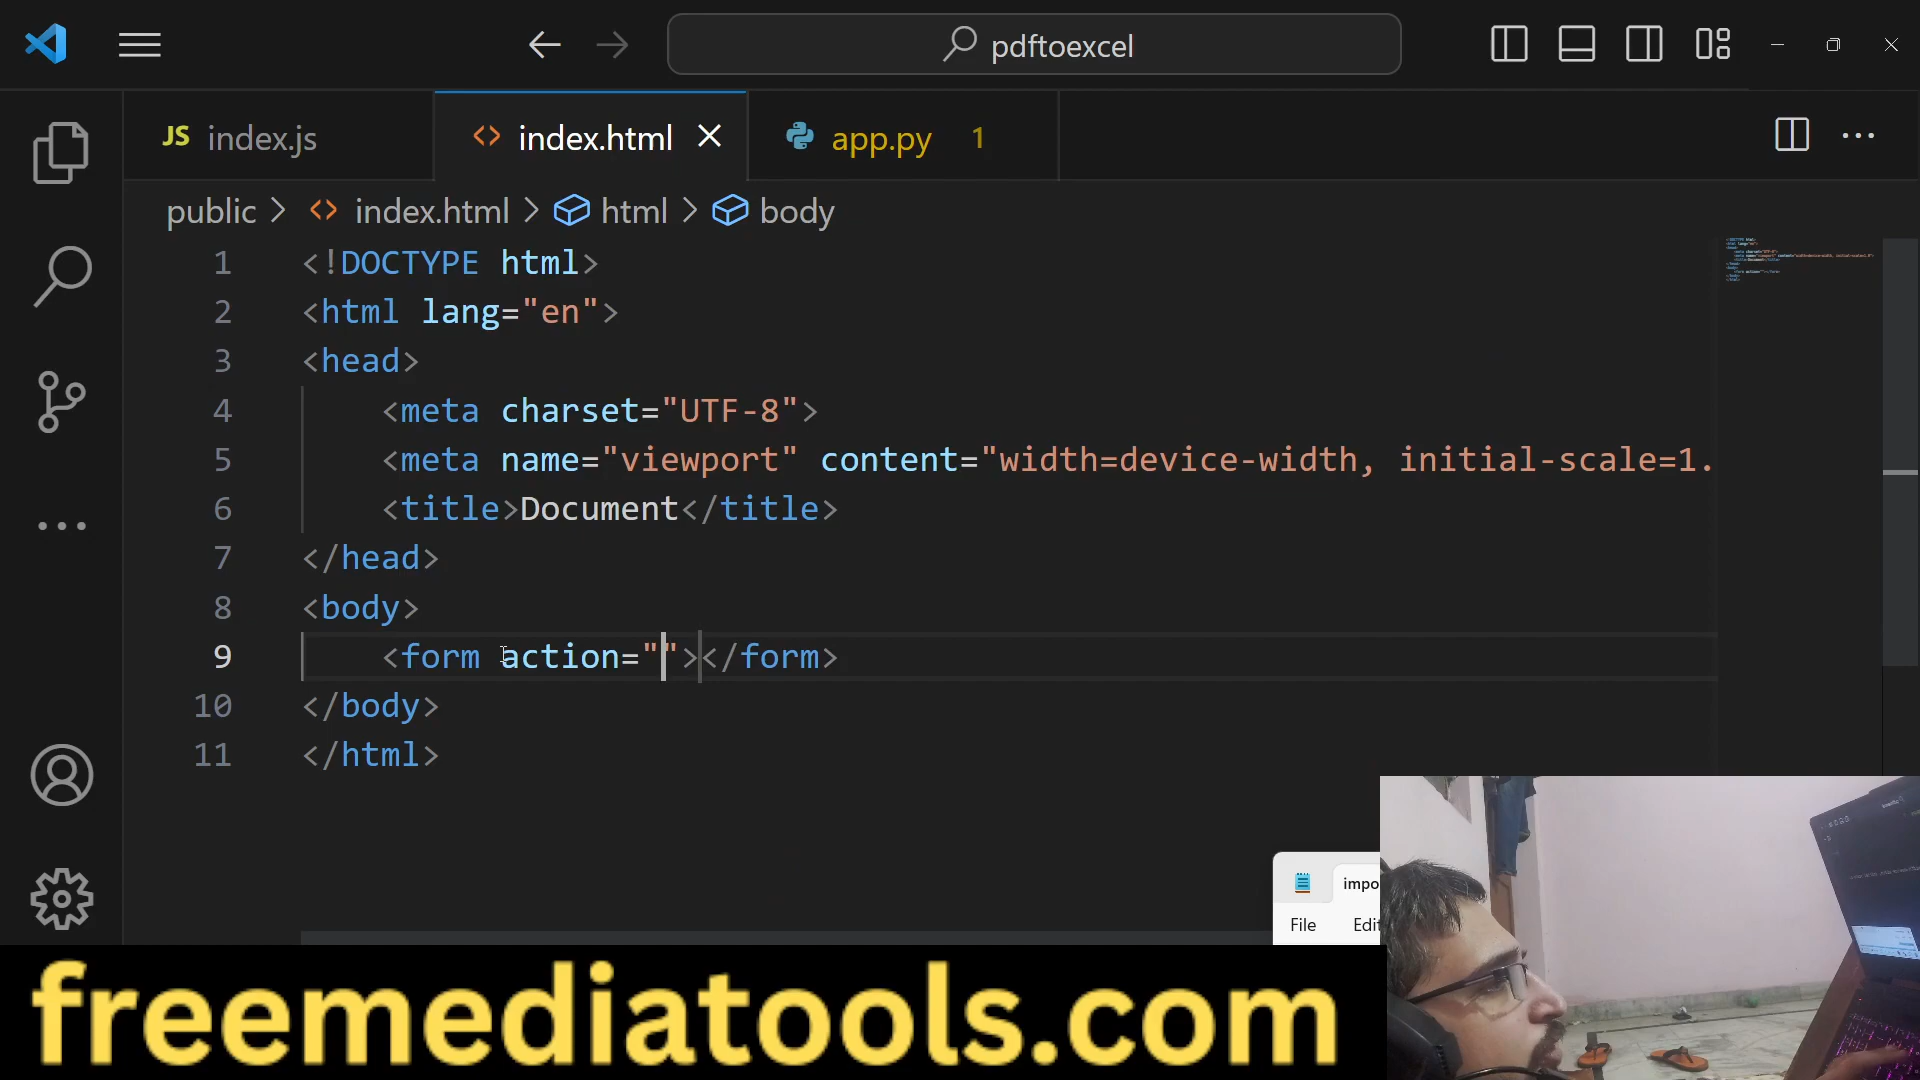 pdftoexcel
JS index.js
index.html
app.py 1
public > index.html > html > body
1 <!DOCTYPE html>
2 <html lang="en">
3 <head>
4 <meta charset="UTF-8">
5 <meta name="viewport" content="width=device-width, initial-scale=1.
6 <title>Document</title>
7 </head>
8 <body>
9 <form action=""></form>
10 </body>
11 </html>
impo
File Edit
freemediatools.com